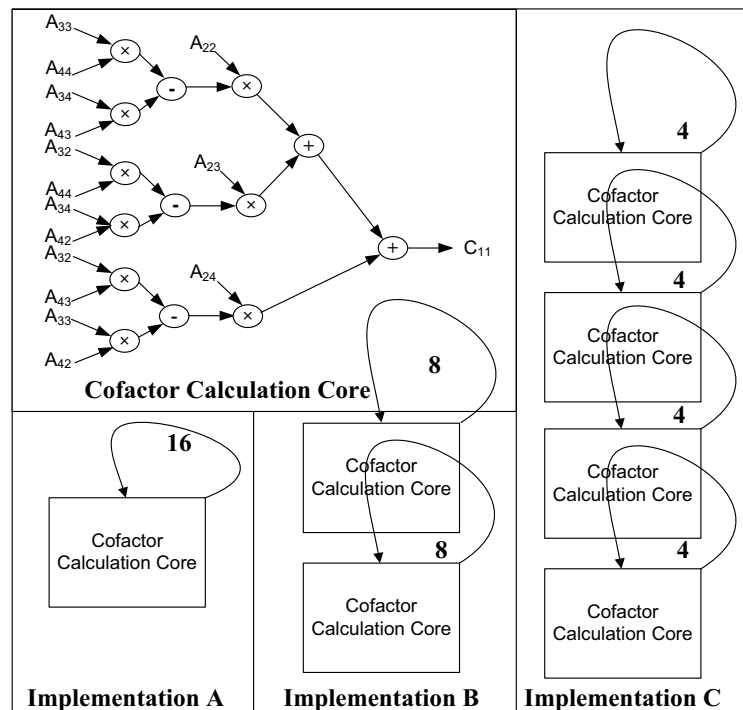 A33
A44
A34
A43
A32
A44
A34
A42
A32
A43
A33
A42
×
×
×
×
×
×
-
-
-
A22
×
A23
×
A24
×
+
+
C11
Cofactor Calculation Core
16
Cofactor
Calculation Core
Implementation A
8
Cofactor
Calculation Core
8
Cofactor
Calculation Core
Implementation B
4
Cofactor
Calculation Core
4
Cofactor
Calculation Core
4
Cofactor
Calculation Core
4
Cofactor
Calculation Core
Implementation C